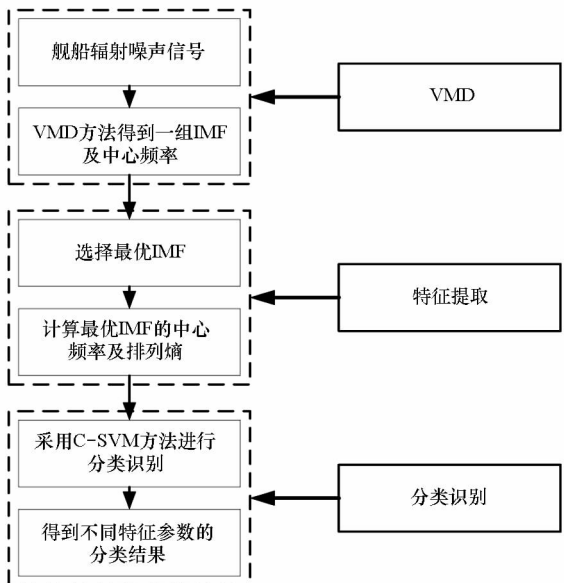 舰船辐射噪声信号
VMD方法得到一组IMF
及中心频率
VMD
选择最优IMF
计算最优IMF的中心
频率及排列熵
特征提取
采用C-SVM方法进行
分类识别
得到不同特征参数的
分类结果
分类识别